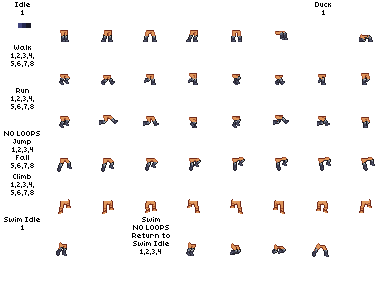 Idle
1
Duck
1
Walk
1,2,3,4,
5,6,7,8
Run
1,2,3,4,
5,6,7,8
NO LOOPS
Jump
1,2,3,4
Fall
5,6,7,8
Climb
1,2,3,4,
5,6,7,8
Swim Idle
1
Swim
NO LOOPS
Return to
Swim Idle
1,2,3,4